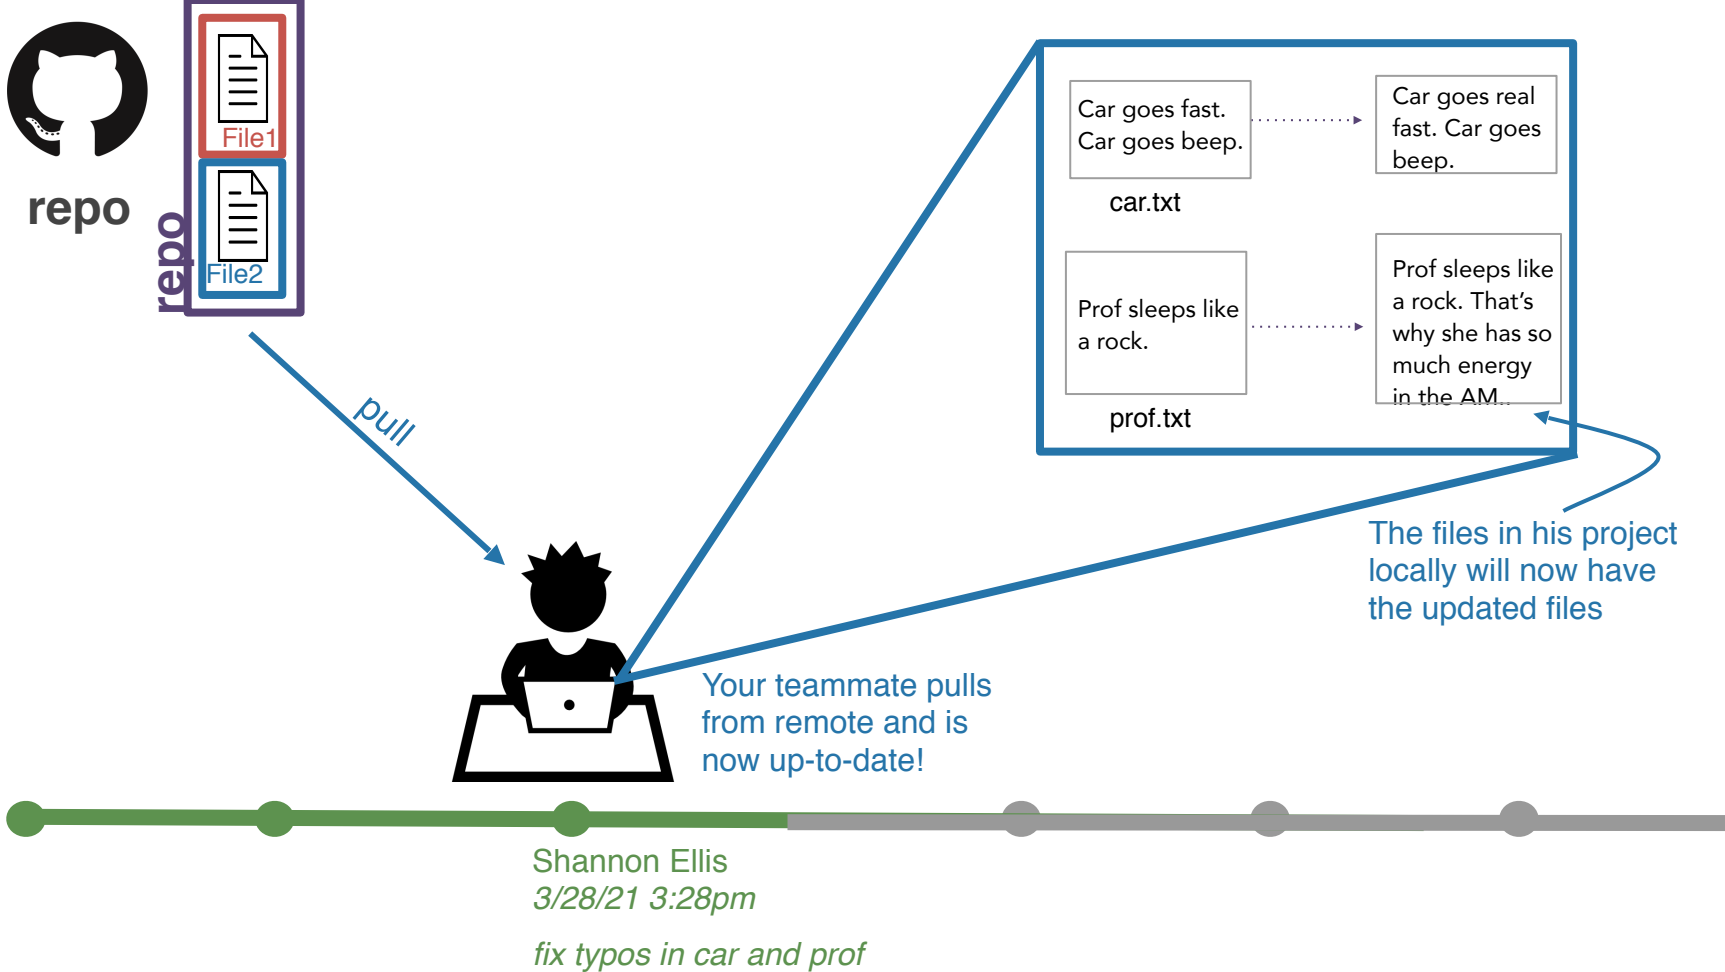 repo
repo
File1
File2
pull
Car goes fast.
Car goes beep.
car.txt
Car goes real
fast. Car goes
beep.
Prof sleeps like
a rock.
prof.txt
Prof sleeps like
a rock. That’s
why she has so
much energy
in the AM..
The files in his project
locally will now have
the updated files
Your teammate pulls
from remote and is
now up-to-date!
Shannon Ellis
3/28/21 3:28pm
fix typos in car and prof